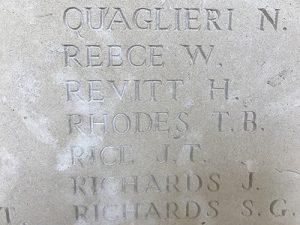 QUAGLIERI N.
REECE W.
REVITT H.
RHODES T.B.
RICE J.T.
RICHARDS J.
T. RICHARDS S.G.